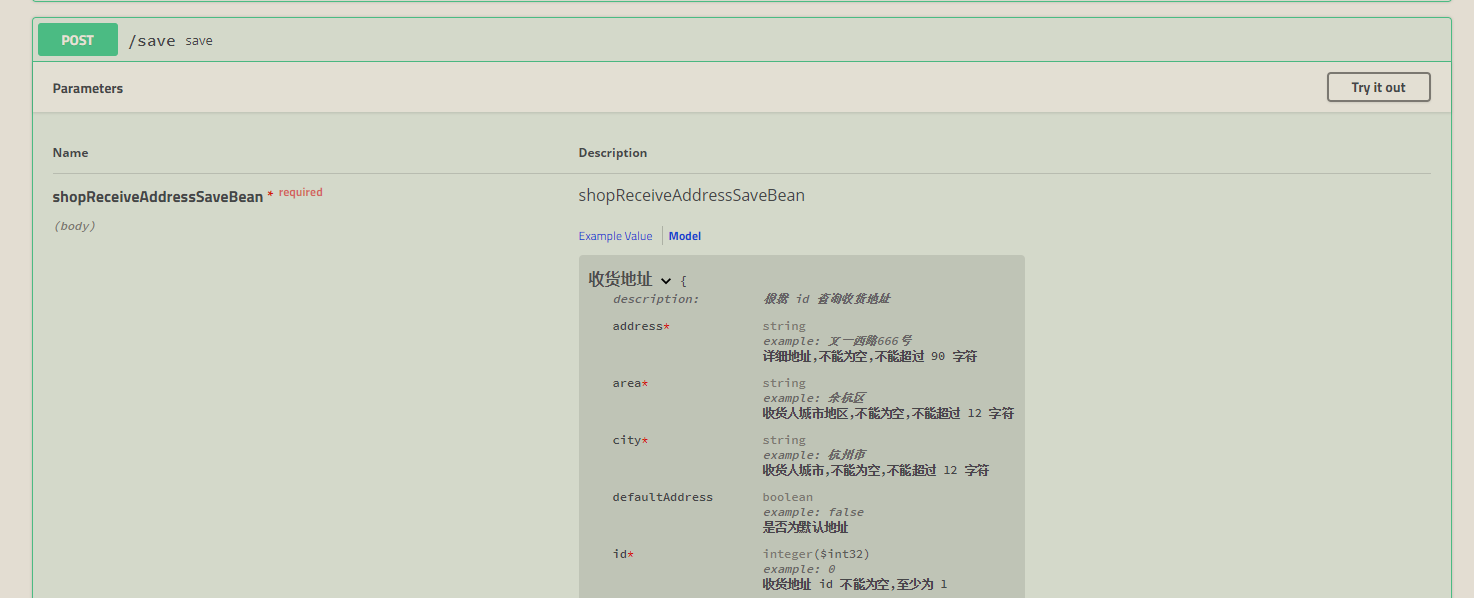 POST /save save
Parameters
Try it out
Name Description
shopReceiveAddressSaveBean * required
(body)
shopReceiveAddressSaveBean
Example Value Model
收货地址 {
description: 根据 id 查询收货地址
address* string
example: 文一西路666号
详细地址,不能为空,不能超过 90 字符
area* string
example: 余杭区
收货人城市地区,不能为空,不能超过 12 字符
city* string
example: 杭州市
收货人城市,不能为空,不能超过 12 字符
defaultAddress boolean
example: false
是否为默认地址
id* integer($int32)
example: 0
收货地址 id 不能为空,至少为 1